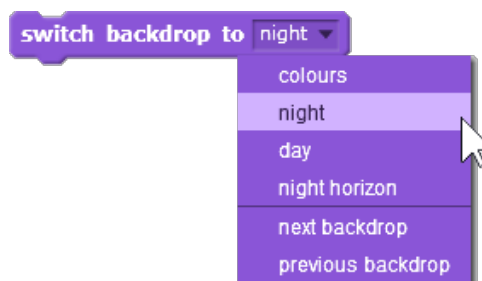 switch backdrop to night
colours
night
day
night horizon
next backdrop
previous backdrop